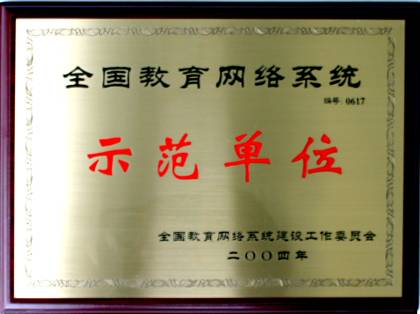 全国教育网络系统
编号：0617
示范单位
全国教育网络系统建设工作委员会
二〇〇四年